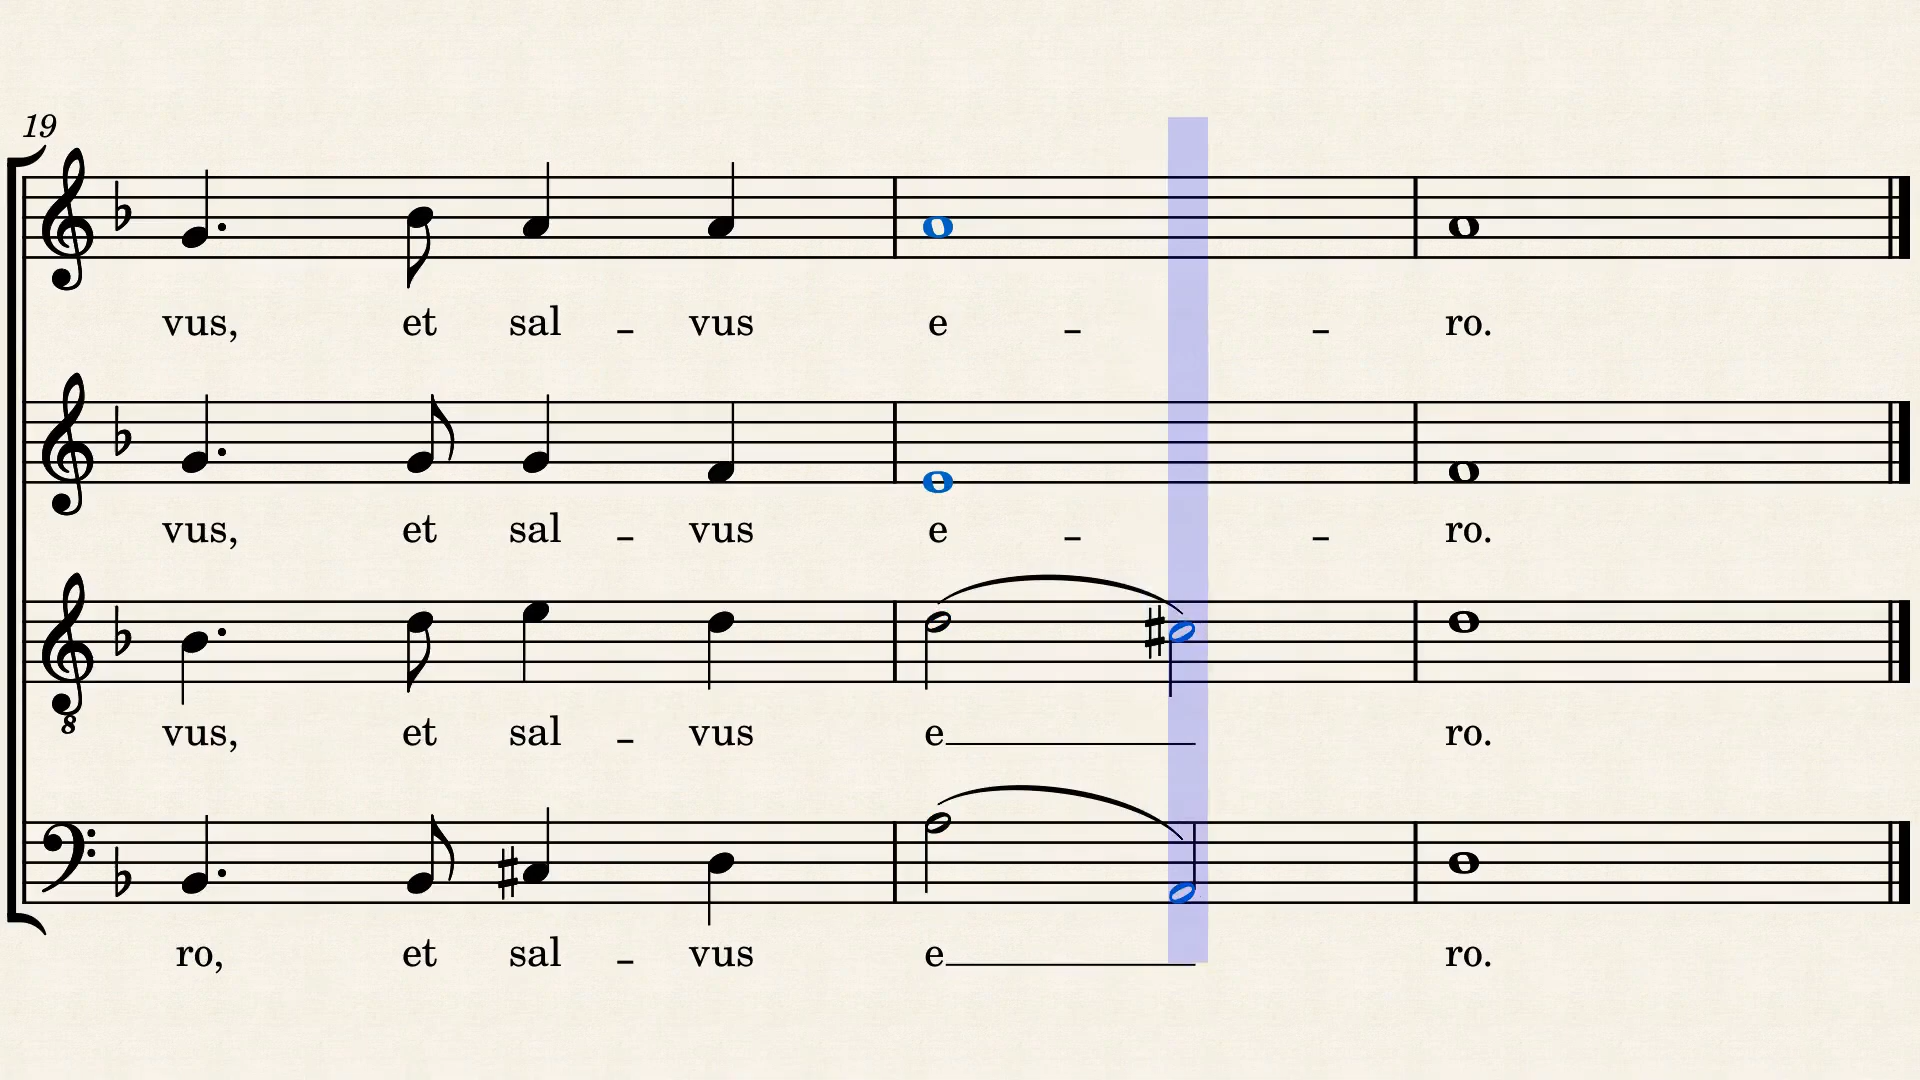 19
vus, et sal - vus e - - ro.
vus, et sal - vus e - - ro.
8
vus, et sal - vus e ro.
ro, et sal - vus e ro.